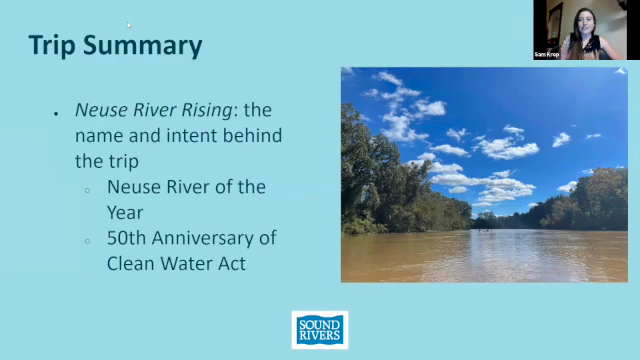 Trip Summary
Sam Krop
Neuse River Rising: the
name and intent behind
the trip
Neuse River of the
Year
50th Anniversary of
Clean Water Act
SOUND
RIVERS